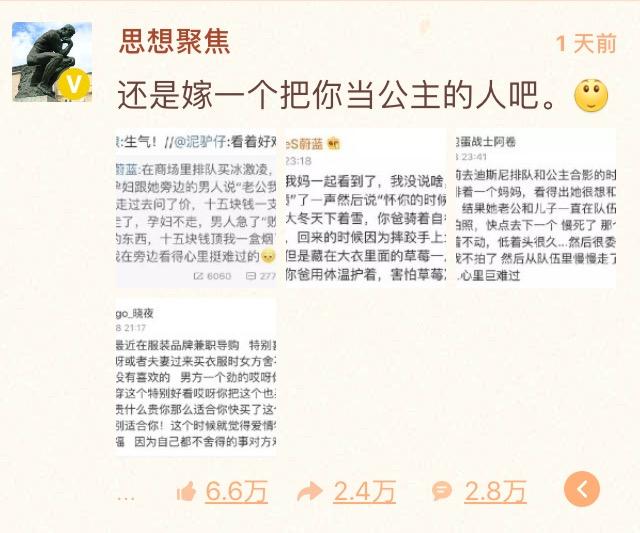 思想聚焦
1 天前
V
还是嫁一个把你当公主的人吧。
:生气！//@泥驴仔:看着好难
蔚蓝:在商场里排队买冰激凌，
孕妇跟她旁边的男人说“老公我
走过去问了价，十五块钱一支
走了，孕妇不走，男人急了“败
的东西，十五块钱顶我一盒烟
我在旁边看得心里挺难过的
6060
277
eS蔚蓝
23:18
我妈一起看到了，我没说啥，
”了一声然后说“怀你的时候
大冬天下着雪，你爸骑着自
，回来的时候因为摔跤手上
但是藏在大衣里面的草莓一
你爸用体温护着，害怕草莓
蛋战士阿卷
8 23:41
前去迪斯尼排队和公主合影的时
排着一个妈妈，看得出她很想和
结果她老公和儿子一直在队伍
拍照，快点去下一个 慢死了 那
着不动，低着头很久...然后很委
我不拍了 然后从队伍里慢慢走了
心里巨难过
go_晓夜
8 21:17
最近在服装品牌兼职导购 特别喜
呀或者夫妻过来买衣服时女方舍
没有喜欢的 男方一个劲的哎呀
穿这个特别好看哎呀你把这个也
贵什么贵你那么适合你快买了这
别适合你！这个时候就觉得爱情
福 因为自己都不舍得的事对方
... 6.6万 2.4万 2.8万